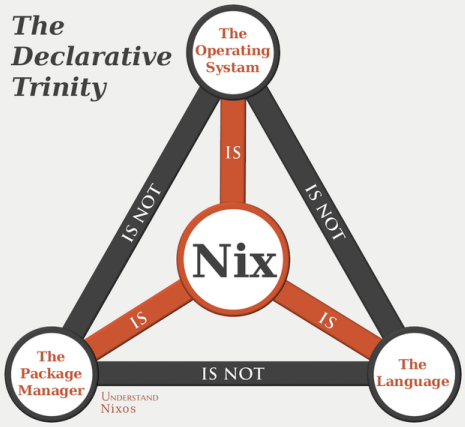 The
Declarative
Trinity
The
Operating
Systam
IS
IS NOT
IS NOT
Nix
IS
IS
The
Package
Manager
IS NOT
The
Language
Understand
Nixos